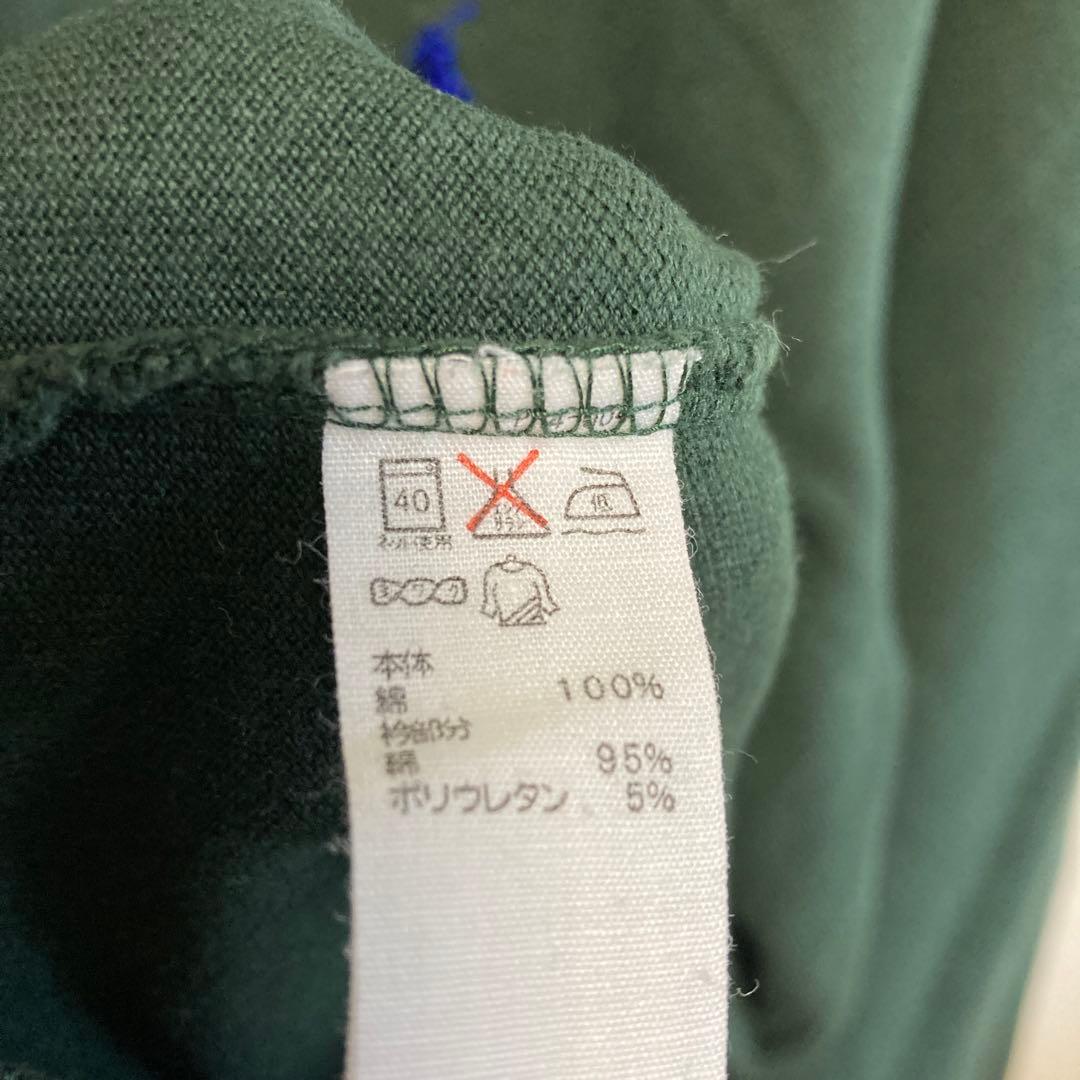 40
ネット使用
低
本体
綿 100%
衿部分
綿 95%
ポリウレタン 5%